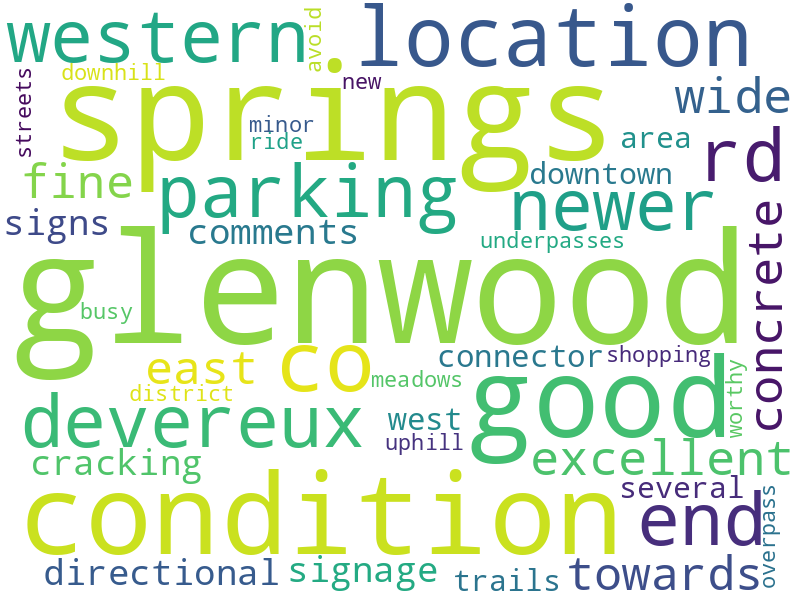 western
avoid
location
downhill
streets
springs
new
wide
minor
ride
area
rd
fine
parking
downtown
newer
signs
comments
underpasses
concrete
glenwood
busy
east
co
connector
shopping
meadows
district
good
worthy
devereux
west
uphill
cracking
excellent
condition
several
end
overpass
directional
signage
trails
towards